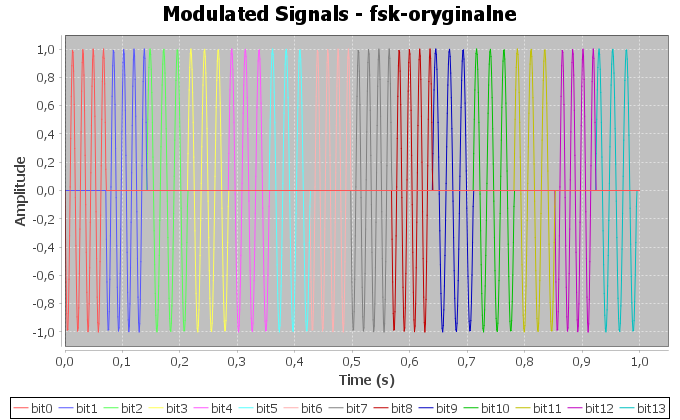 Modulated Signals - fsk-oryginalne
Amplitude
1,0
0,8
0,6
0,4
0,2
0,0
-0,2
-0,4
-0,6
-0,8
-1,0
0,0 0,1 0,2 0,3 0,4 0,5 0,6 0,7 0,8 0,9 1,0
Time (s)
bit0 bit1 bit2 bit3 bit4 bit5 bit6 bit7 bit8 bit9 bit10 bit11 bit12 bit13